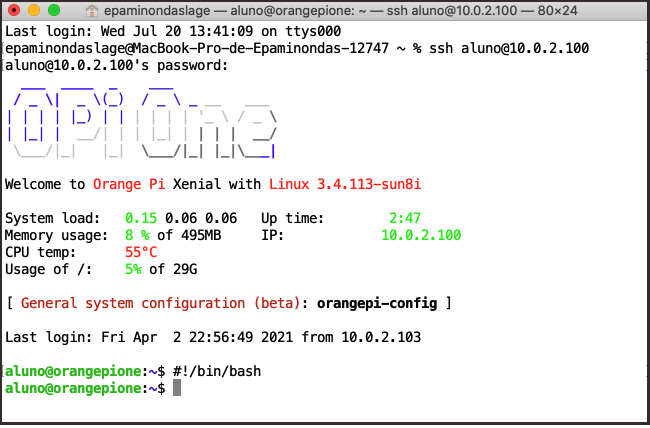 epaminondaslage — aluno@orangepione: ~ — ssh aluno@10.0.2.100 — 80×24
Last login: Wed Jul 20 13:41:09 on ttys000
[epaminondaslage@MacBook-Pro-de-Epaminondas-12747 ~ % ssh aluno@10.0.2.100
[aluno@10.0.2.100's password:
OPi One
Welcome to Orange Pi Xenial with Linux 3.4.113-sun8i
System load:   0.15 0.06 0.06   Up time:        2:47
Memory usage:  8 % of 495MB     IP:            10.0.2.100
CPU temp:      55°C
Usage of /:    5% of 29G
[ General system configuration (beta): orangepi-config ]
Last login: Fri Apr  2 22:56:49 2021 from 10.0.2.103
[aluno@orangepione:~$ #!/bin/bash
aluno@orangepione:~$